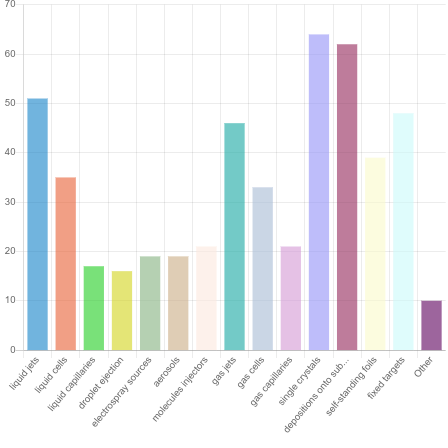 70
60
50
40
30
20
10
0
liquid jets
liquid cells
liquid capillaries
droplet ejection
electrospray sources
aerosols
molecules injectors
gas jets
gas cells
gas capillaries
single crystals
depositions onto sub...
self-standing foils
fixed targets
Other